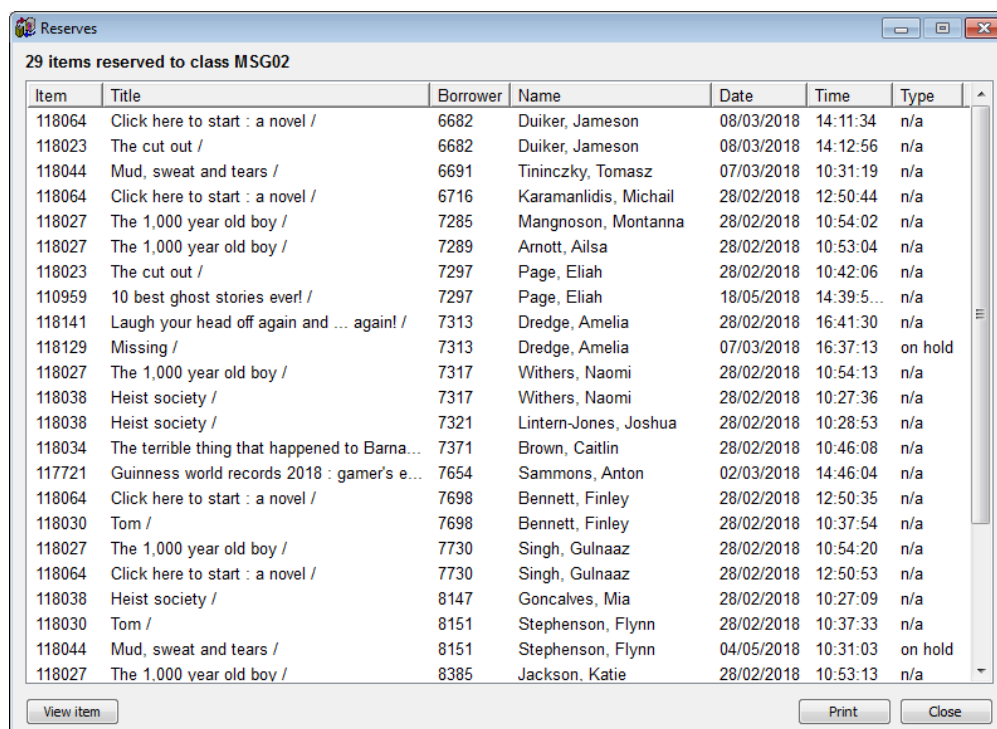 Reserves
29 items reserved to class MSG02
Item Title Borrower Name Date Time Type
118064 Click here to start : a novel / 6682 Duiker, Jameson 08/03/2018 14:11:34 n/a
118023 The cut out / 6682 Duiker, Jameson 08/03/2018 14:12:56 n/a
118044 Mud, sweat and tears / 6691 Tininczky, Tomasz 07/03/2018 10:31:19 n/a
118064 Click here to start : a novel / 6716 Karamanlidis, Michail 28/02/2018 12:50:44 n/a
118027 The 1,000 year old boy / 7285 Mangnoson, Montanna 28/02/2018 10:54:02 n/a
118027 The 1,000 year old boy / 7289 Arnott, Ailsa 28/02/2018 10:53:04 n/a
118023 The cut out / 7297 Page, Eliah 28/02/2018 10:42:06 n/a
110959 10 best ghost stories ever! / 7297 Page, Eliah 18/05/2018 14:39:5... n/a
118141 Laugh your head off again and ... again! / 7313 Dredge, Amelia 28/02/2018 16:41:30 n/a
118129 Missing / 7313 Dredge, Amelia 07/03/2018 16:37:13 on hold
118027 The 1,000 year old boy / 7317 Withers, Naomi 28/02/2018 10:54:13 n/a
118038 Heist society / 7317 Withers, Naomi 28/02/2018 10:27:36 n/a
118038 Heist society / 7321 Lintern-Jones, Joshua 28/02/2018 10:28:53 n/a
118034 The terrible thing that happened to Barna... 7371 Brown, Caitlin 28/02/2018 10:46:08 n/a
117721 Guinness world records 2018 : gamer's e... 7654 Sammons, Anton 02/03/2018 14:46:04 n/a
118064 Click here to start : a novel / 7698 Bennett, Finley 28/02/2018 12:50:35 n/a
118030 Tom / 7698 Bennett, Finley 28/02/2018 10:37:54 n/a
118027 The 1,000 year old boy / 7730 Singh, Gulnaaz 28/02/2018 10:54:20 n/a
118064 Click here to start : a novel / 7730 Singh, Gulnaaz 28/02/2018 12:50:53 n/a
118038 Heist society / 8147 Goncalves, Mia 28/02/2018 10:27:09 n/a
118030 Tom / 8151 Stephenson, Flynn 28/02/2018 10:37:33 n/a
118044 Mud, sweat and tears / 8151 Stephenson, Flynn 04/05/2018 10:31:03 on hold
118027 The 1,000 year old boy / 8385 Jackson, Katie 28/02/2018 10:53:13 n/a
View item Print Close